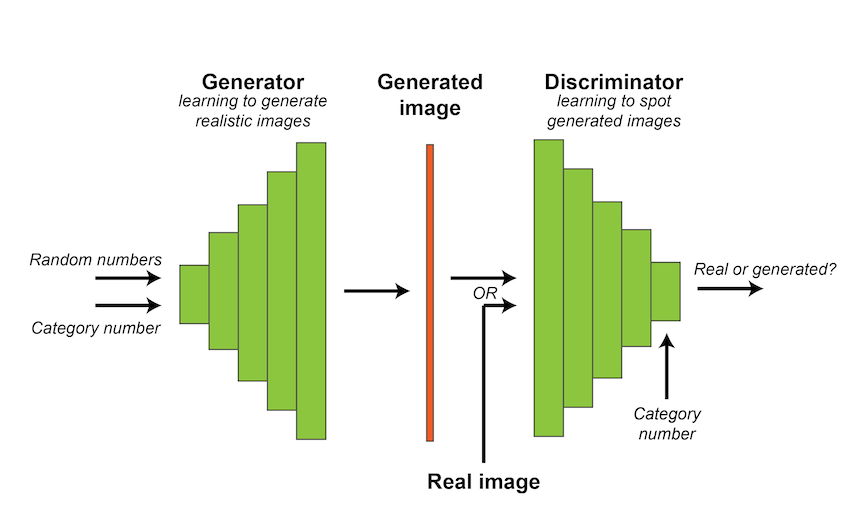 Generator
learning to generate
realistic images
Generated
image
Discriminator
learning to spot
generated images
Random numbers
Category number
OR
Real or generated?
Category
number
Real image